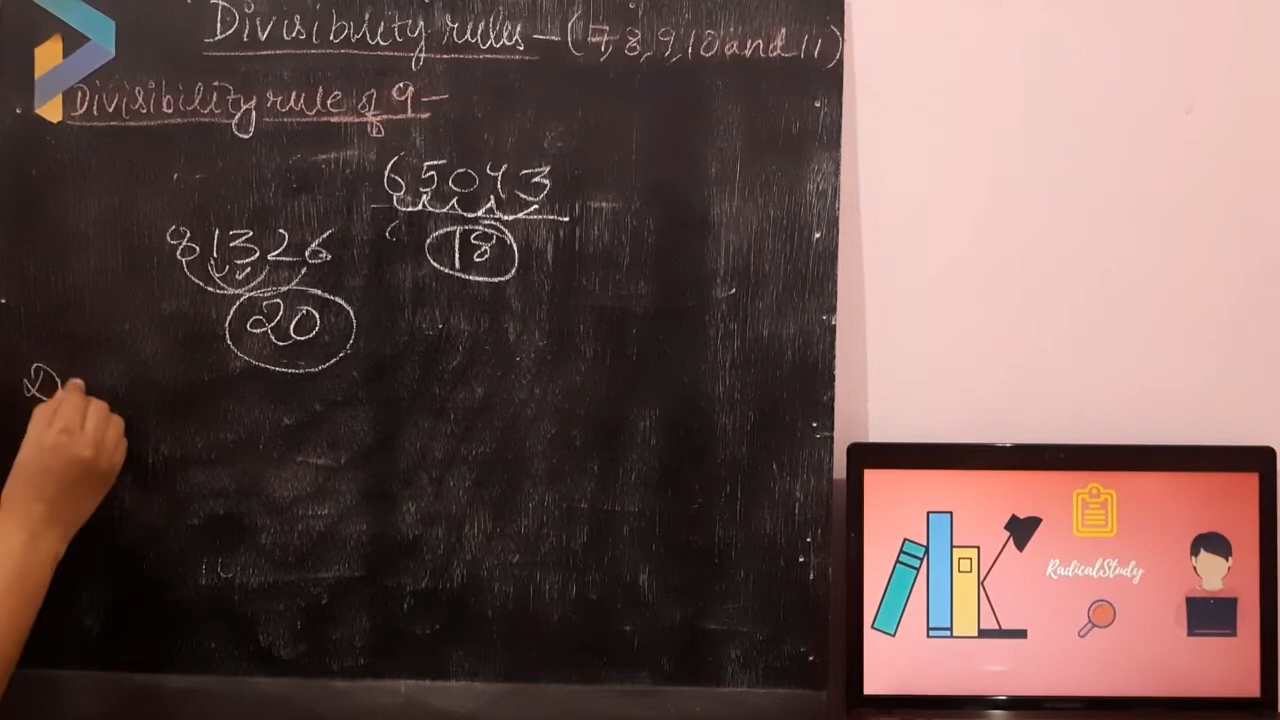 Divisibility rules - (7, 8, 9, 10 and 11)
Divisibility rule of 9 -
65043
18
81326
20
D
RadicalStudy